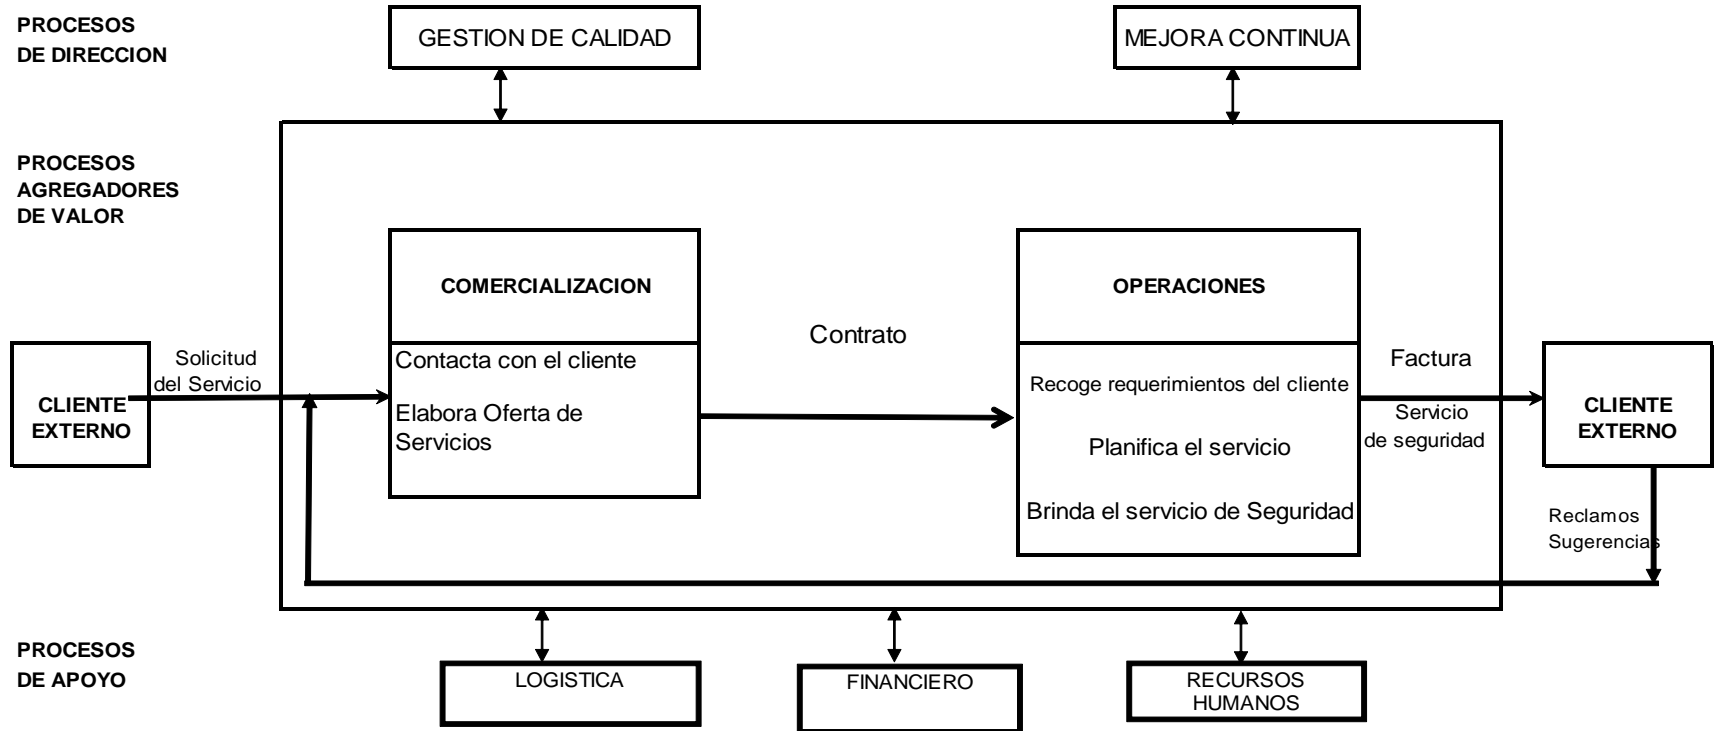 PROCESOS
DE DIRECCION
GESTION DE CALIDAD
MEJORA CONTINUA
PROCESOS
AGREGADORES
DE VALOR
COMERCIALIZACION
OPERACIONES
Contrato
CLIENTE
EXTERNO
Solicitud
del Servicio
Contacta con el cliente
Elabora Oferta de
Servicios
Recoge requerimientos del cliente
Planifica el servicio
Brinda el servicio de Seguridad
Factura
Servicio
de seguridad
CLIENTE
EXTERNO
Reclamos
Sugerencias
PROCESOS
DE APOYO
LOGISTICA
FINANCIERO
RECURSOS
HUMANOS